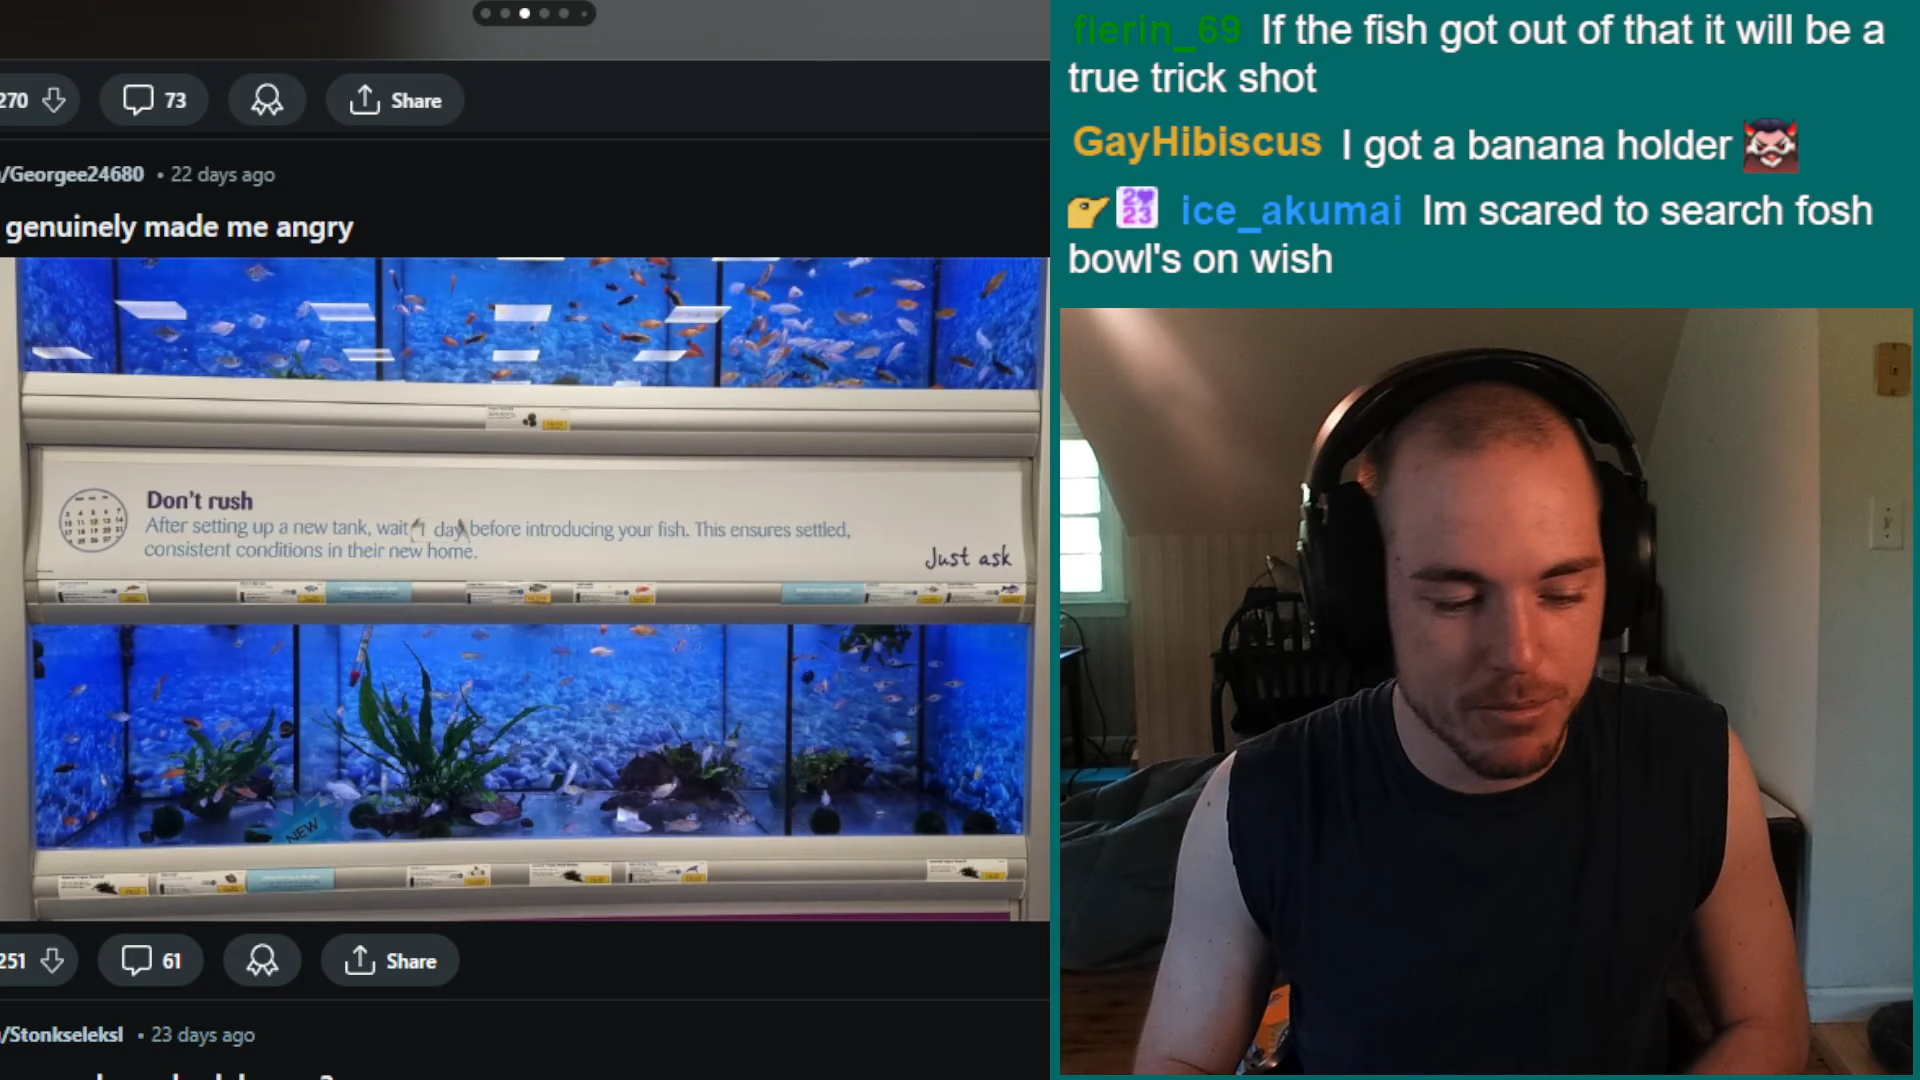 270
73
Share
/Georgee24680 • 22 days ago
genuinely made me angry
Don't rush
After setting up a new tank, wait 1 day before introducing your fish. This ensures settled,
consistent conditions in their new home.
Just ask
NEW
251
61
Share
/Stonkseleksl • 23 days ago
flerin_69 If the fish got out of that it will be a
true trick shot
GayHibiscus I got a banana holder
2023 ice_akumai Im scared to search fosh
bowl's on wish